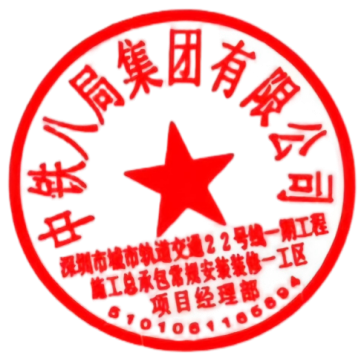 中铁八局集团有限公司
深圳市城市轨道交通22号线一期工程
施工总承包常规安装装修一工区
项目经理部
5101061165894